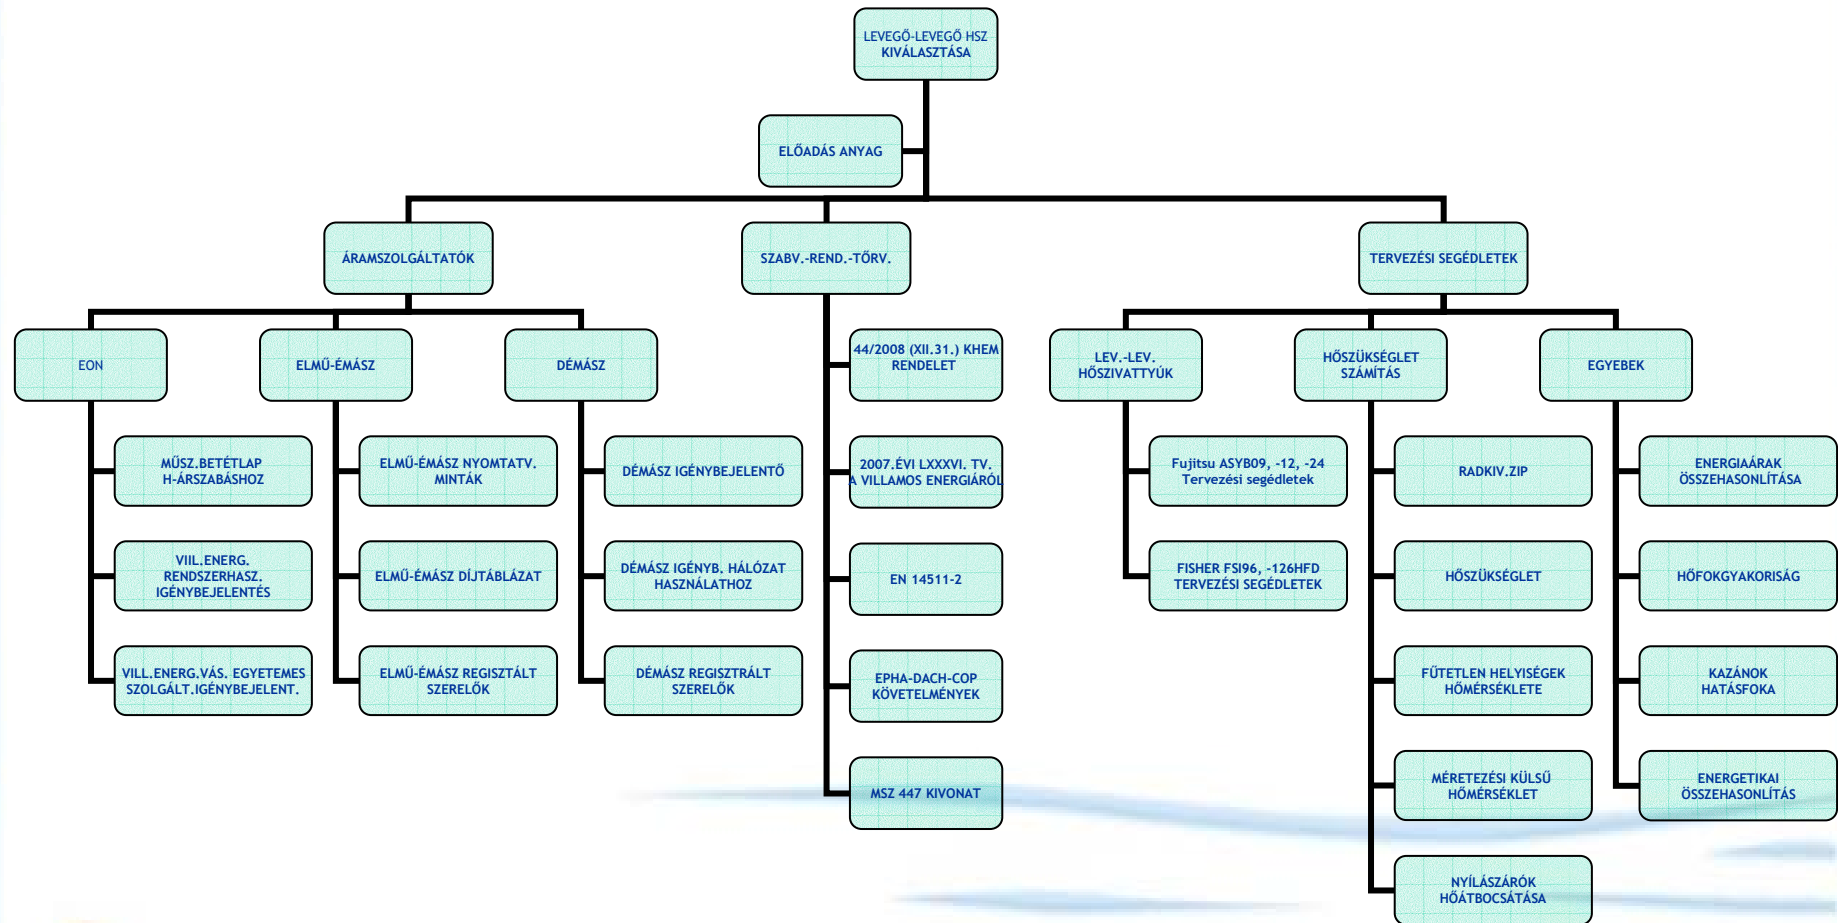 LEVEGŐ-LEVEGŐ HSZ
KIVÁLASZTÁSA
ELŐADÁS ANYAG
ÁRAMSZOLGÁLTATÓK
SZABV.-REND.-TÖRV.
TERVEZÉSI SEGÉDLETEK
EON
ELMŰ-ÉMÁSZ
DÉMÁSZ
44/2008 (XII.31.) KHEM
RENDELET
LEV.-LEV.
HŐSZIVATTYÚK
HŐSZÜKSÉGLET
SZÁMÍTÁS
EGYEBEK
MŰSZ.BETÉTLAP
H-ÁRSZABÁSHOZ
ELMŰ-ÉMÁSZ NYOMTATV.
MINTÁK
DÉMÁSZ IGÉNYBEJELENTŐ
2007.ÉVI LXXXVI. TV.
A VILLAMOS ENERGIÁRÓL
Fujitsu ASYB09, -12, -24
Tervezési segédletek
RADKIV.ZIP
ENERGIAÁRAK
ÖSSZEHASONLÍTÁSA
VIIL.ENERG.
RENDSZERHASZ.
IGÉNYBEJELENTÉS
ELMŰ-ÉMÁSZ DÍJTÁBLÁZAT
DÉMÁSZ IGÉNYB. HÁLÓZAT
HASZNÁLATHOZ
EN 14511-2
FISHER FSI96, -126HFD
TERVEZÉSI SEGÉDLETEK
HŐSZÜKSÉGLET
HŐFOKGYAKORISÁG
VILL.ENERG.VÁS. EGYETEMES
SZOLGÁLT.IGÉNYBEJELENT.
ELMŰ-ÉMÁSZ REGISZTÁLT
SZERELŐK
DÉMÁSZ REGISZTRÁLT
SZERELŐK
EPHA-DACH-COP
KÖVETELMÉNYEK
FŰTETLEN HELYISÉGEK
HŐMÉRSÉKLETE
KAZÁNOK
HATÁSFOKA
MSZ 447 KIVONAT
MÉRETEZÉSI KÜLSŰ
HŐMÉRSÉKLET
ENERGETIKAI
ÖSSZEHASONLÍTÁS
NYÍLÁSZÁRÓK
HŐÁTBOCSÁTÁSA